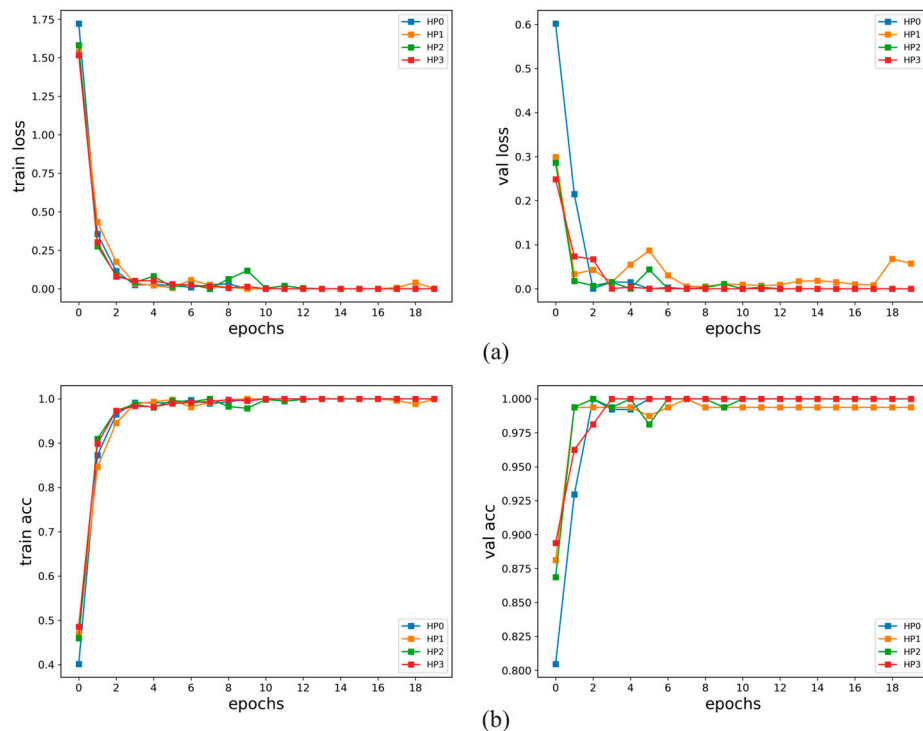 1.75
1.50
1.25
1.00
0.75
0.50
0.25
0.00
train loss
0 2 4 6 8 10 12 14 16 18
epochs
HP0
HP1
HP2
HP3
0.6
0.5
0.4
0.3
0.2
0.1
0.0
val loss
0 2 4 6 8 10 12 14 16 18
epochs
HP0
HP1
HP2
HP3
(a)
1.0
0.9
0.8
0.7
0.6
0.5
0.4
train acc
0 2 4 6 8 10 12 14 16 18
epochs
HP0
HP1
HP2
HP3
1.000
0.975
0.950
0.925
0.900
0.875
0.850
0.825
0.800
val acc
0 2 4 6 8 10 12 14 16 18
epochs
HP0
HP1
HP2
HP3
(b)